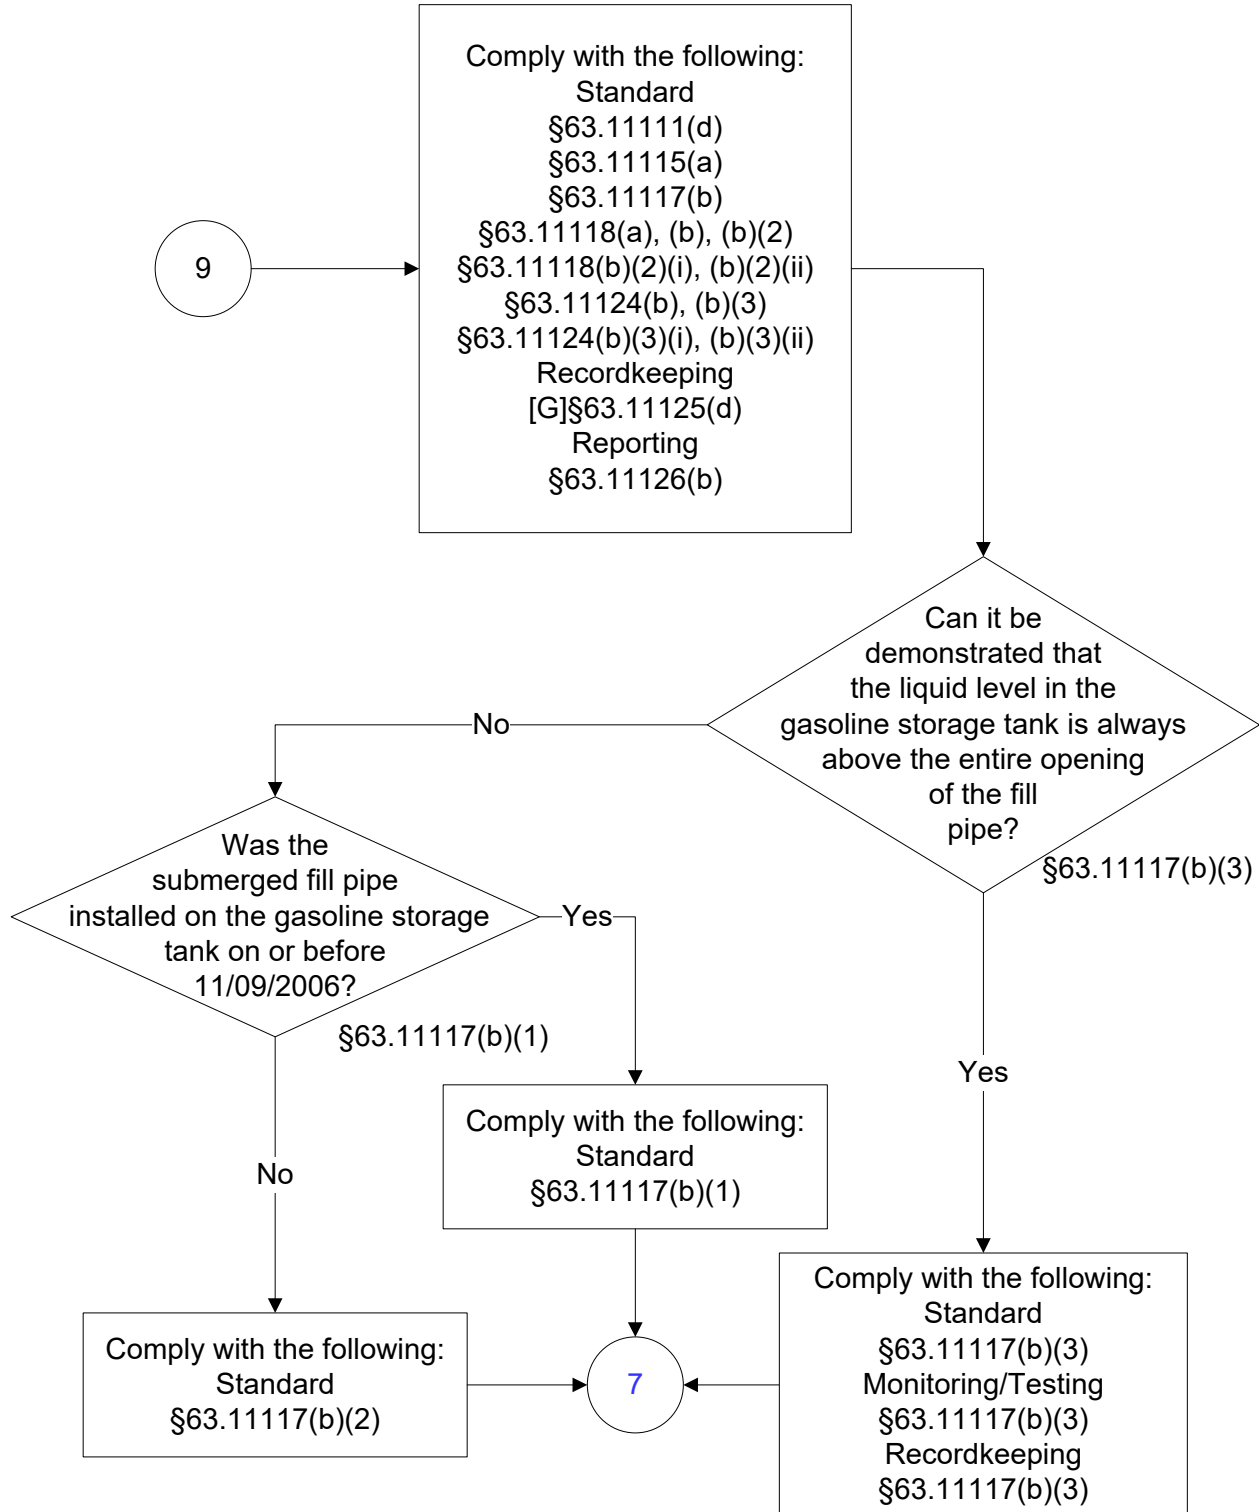 Comply with the following:
Standard
§63.11111(d)
§63.11115(a)
§63.11117(b)
§63.11118(a), (b), (b)(2)
§63.11118(b)(2)(i), (b)(2)(ii)
§63.11124(b), (b)(3)
§63.11124(b)(3)(i), (b)(3)(ii)
Recordkeeping
[G]§63.11125(d)
Reporting
§63.11126(b)
9
Can it be
demonstrated that
the liquid level in the
gasoline storage tank is always
above the entire opening
of the fill
pipe?
§63.11117(b)(3)
No
Was the
submerged fill pipe
installed on the gasoline storage
tank on or before
11/09/2006?
§63.11117(b)(1)
Yes
Yes
Comply with the following:
Standard
§63.11117(b)(1)
No
Comply with the following:
Standard
§63.11117(b)(2)
7
Comply with the following:
Standard
§63.11117(b)(3)
Monitoring/Testing
§63.11117(b)(3)
Recordkeeping
§63.11117(b)(3)